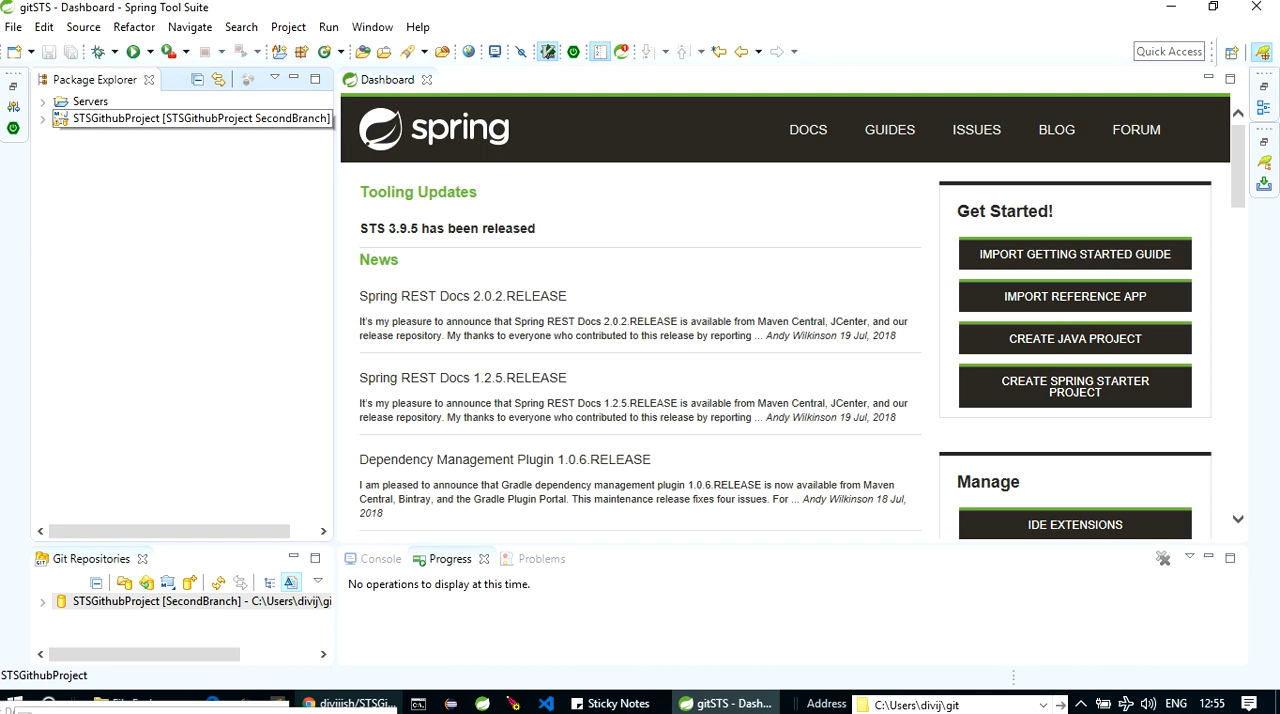 gitSTS - Dashboard - Spring Tool Suite
File Edit Source Refactor Navigate Search Project Run Window Help
Quick Access
Package Explorer
Servers
STSGithubProject [STSGithubProject SecondBranch]
Dashboard
spring
DOCS GUIDES ISSUES BLOG FORUM
Tooling Updates
STS 3.9.5 has been released
News
Spring REST Docs 2.0.2.RELEASE
It's my pleasure to announce that Spring REST Docs 2.0.2.RELEASE is available from Maven Central, JCenter, and our
release repository. My thanks to everyone who contributed to this release by reporting ... Andy Wilkinson 19 Jul, 2018
Spring REST Docs 1.2.5.RELEASE
It's my pleasure to announce that Spring REST Docs 1.2.5.RELEASE is available from Maven Central, JCenter, and our
release repository. My thanks to everyone who contributed to this release by reporting ... Andy Wilkinson 19 Jul, 2018
Dependency Management Plugin 1.0.6.RELEASE
I am pleased to announce that Gradle dependency management plugin 1.0.6.RELEASE is now available from Maven
Central, Bintray, and the Gradle Plugin Portal. This maintenance release fixes four issues. For ... Andy Wilkinson 18 Jul,
2018
Get Started!
IMPORT GETTING STARTED GUIDE
IMPORT REFERENCE APP
CREATE JAVA PROJECT
CREATE SPRING STARTER
PROJECT
Manage
IDE EXTENSIONS
Git Repositories
STSGithubProject [SecondBranch] - C:\Users\divij\gi
Console Progress Problems
No operations to display at this time.
STSGithubProject
divijish/STSGi... Sticky Notes gitSTS - Dash... Address C:\Users\divij\git ENG 12:55